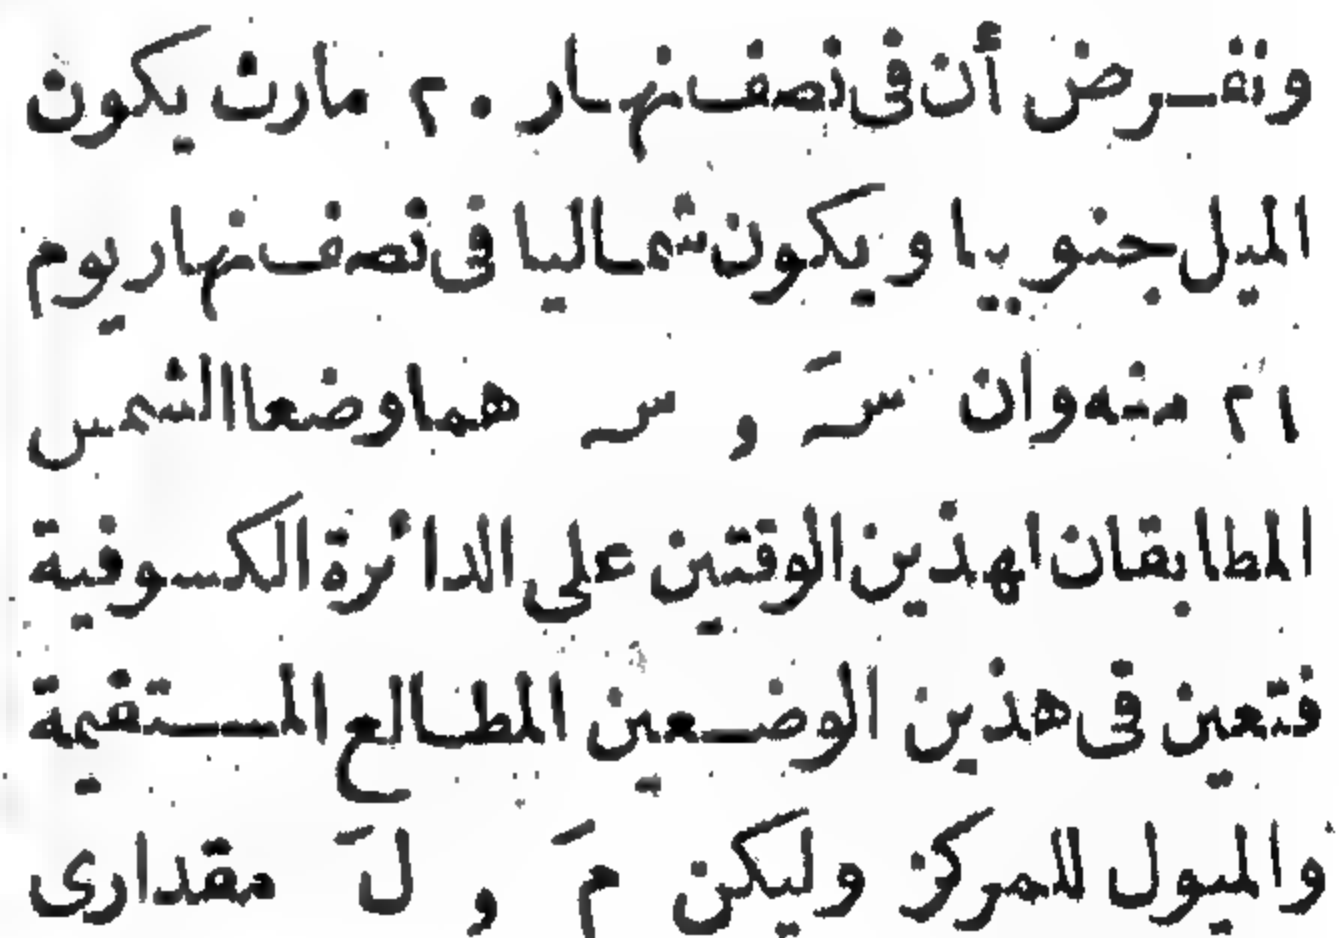 ونفرض أن فى نصف نهار ٢٠ مارث يكون
الميل جنوبيا ويكون شماليا فى نصف نهار يوم
٢١ منه وان سَ و س هما وضعا الشمس
المطابقان لهذين الوقتين على الدائرة الكسوفية
فتعين فى هذين الوضعين المطالع المستقيمة
والميول للمركز وليكن مَ و لَ مقدارى